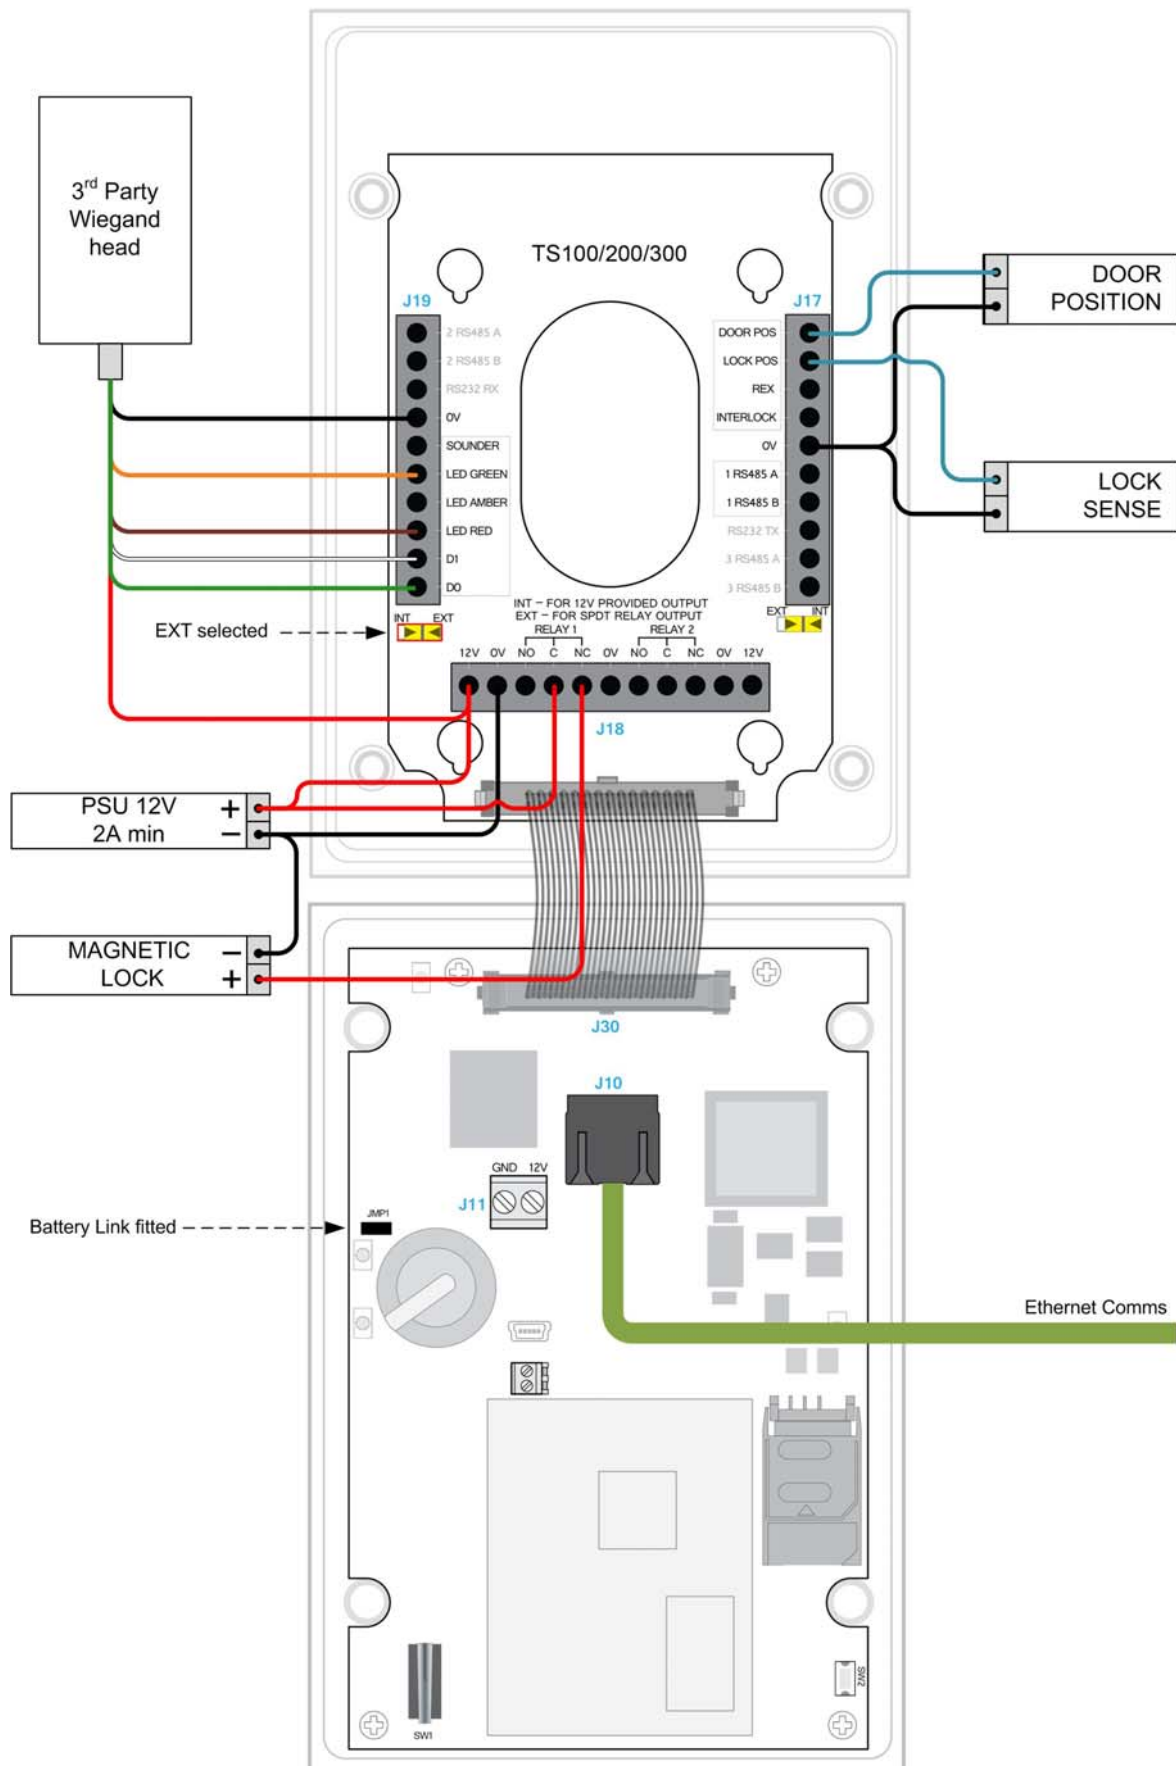 3rd Party
Wiegand
head
TS100/200/300
J19
J17
2 RS485 A
2 RS485 B
RS232 RX
0V
SOUNDER
LED GREEN
LED AMBER
LED RED
D1
D0
DOOR POS
LOCK POS
REX
INTERLOCK
0V
1 RS485 A
1 RS485 B
RS232 TX
3 RS485 A
3 RS485 B
DOOR
POSITION
LOCK
SENSE
EXT selected
INT EXT
INT – FOR 12V PROVIDED OUTPUT
EXT – FOR SPDT RELAY OUTPUT
EXT INT
RELAY 1 RELAY 2
12V 0V NO C NC 0V NO C NC 0V 12V
J18
PSU 12V +
2A min –
MAGNETIC –
LOCK +
J30
J10
GND 12V
J11
JMP1
Battery Link fitted
Ethernet Comms
SW2
SW1